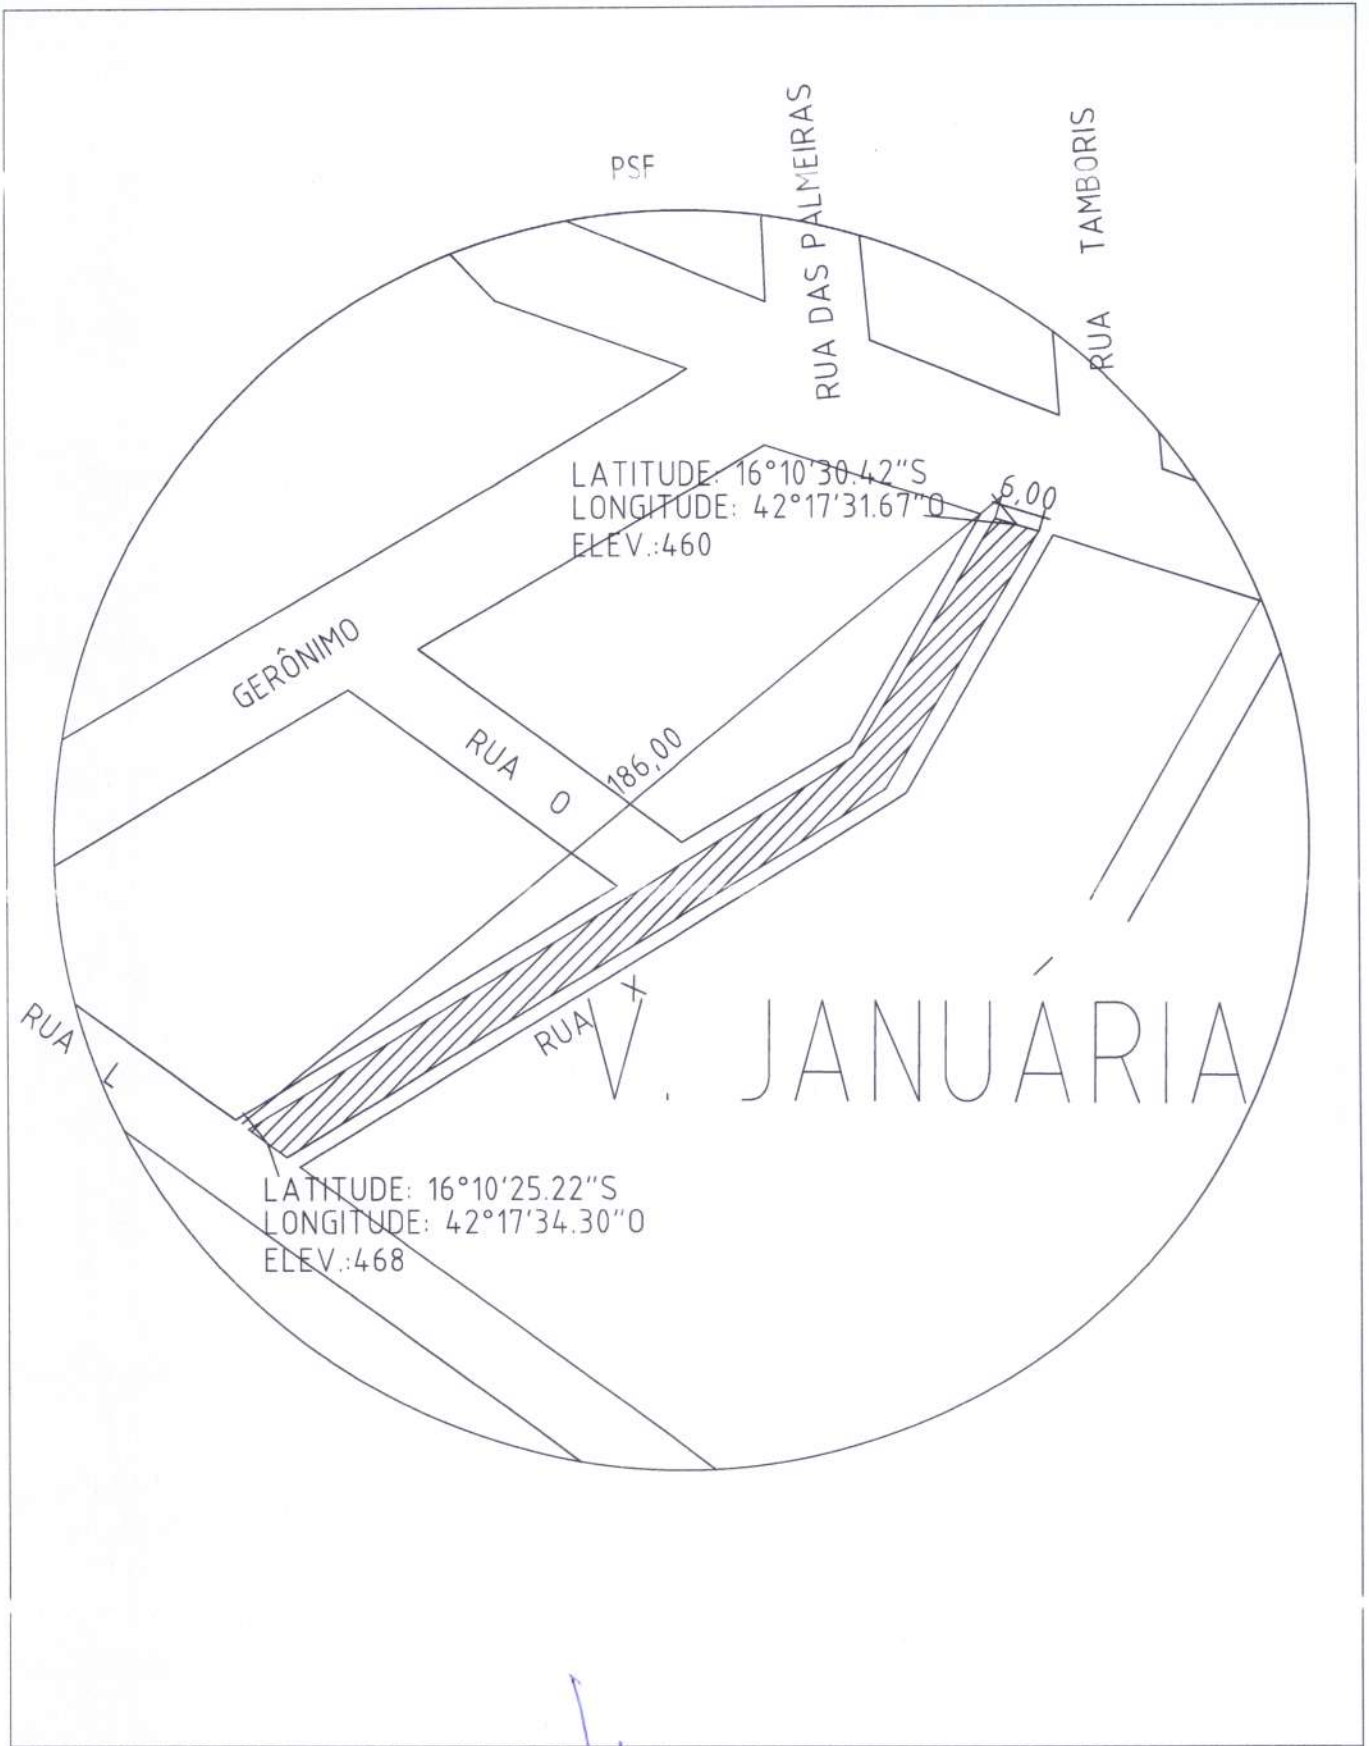 PSF
RUA DAS PALMEIRAS
RUA TAMBORIS
LATITUDE: 16°10'30.42"S
LONGITUDE: 42°17'31.67"O
ELEV.:460
6,00
GERÔNIMO
RUA O
186,00
RUA L
RUA X
V. JANUÁRIA
LATITUDE: 16°10'25.22"S
LONGITUDE: 42°17'34.30"O
ELEV.:468